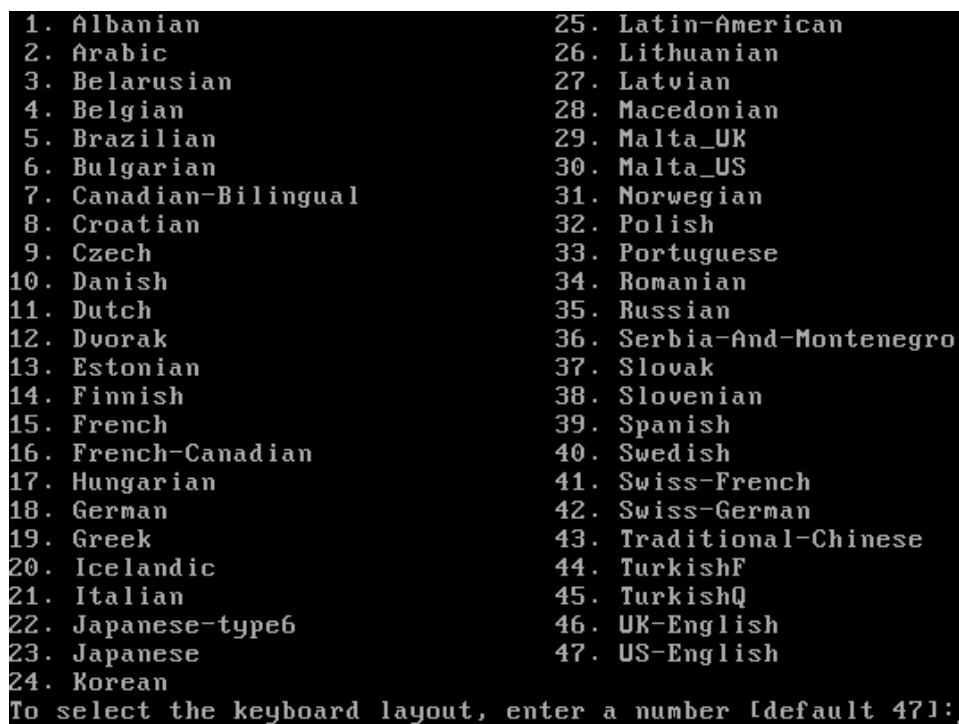 1. Albanian                      25. Latin-American
 2. Arabic                        26. Lithuanian
 3. Belarusian                    27. Latvian
 4. Belgian                       28. Macedonian
 5. Brazilian                     29. Malta_UK
 6. Bulgarian                     30. Malta_US
 7. Canadian-Bilingual            31. Norwegian
 8. Croatian                      32. Polish
 9. Czech                         33. Portuguese
10. Danish                        34. Romanian
11. Dutch                         35. Russian
12. Dvorak                        36. Serbia-And-Montenegro
13. Estonian                      37. Slovak
14. Finnish                       38. Slovenian
15. French                        39. Spanish
16. French-Canadian               40. Swedish
17. Hungarian                     41. Swiss-French
18. German                        42. Swiss-German
19. Greek                         43. Traditional-Chinese
20. Icelandic                     44. TurkishF
21. Italian                       45. TurkishQ
22. Japanese-type6                46. UK-English
23. Japanese                      47. US-English
24. Korean
To select the keyboard layout, enter a number [default 47]: